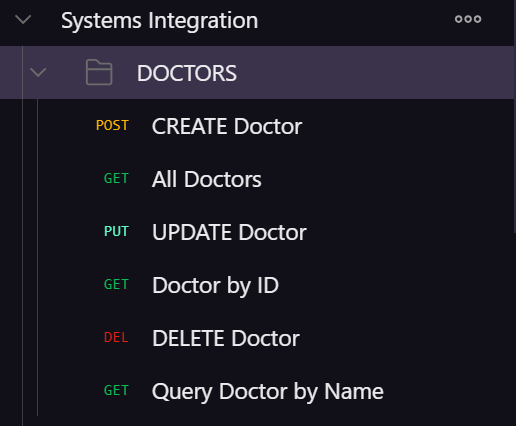 Systems Integration
DOCTORS
POST CREATE Doctor
GET All Doctors
PUT UPDATE Doctor
GET Doctor by ID
DEL DELETE Doctor
GET Query Doctor by Name